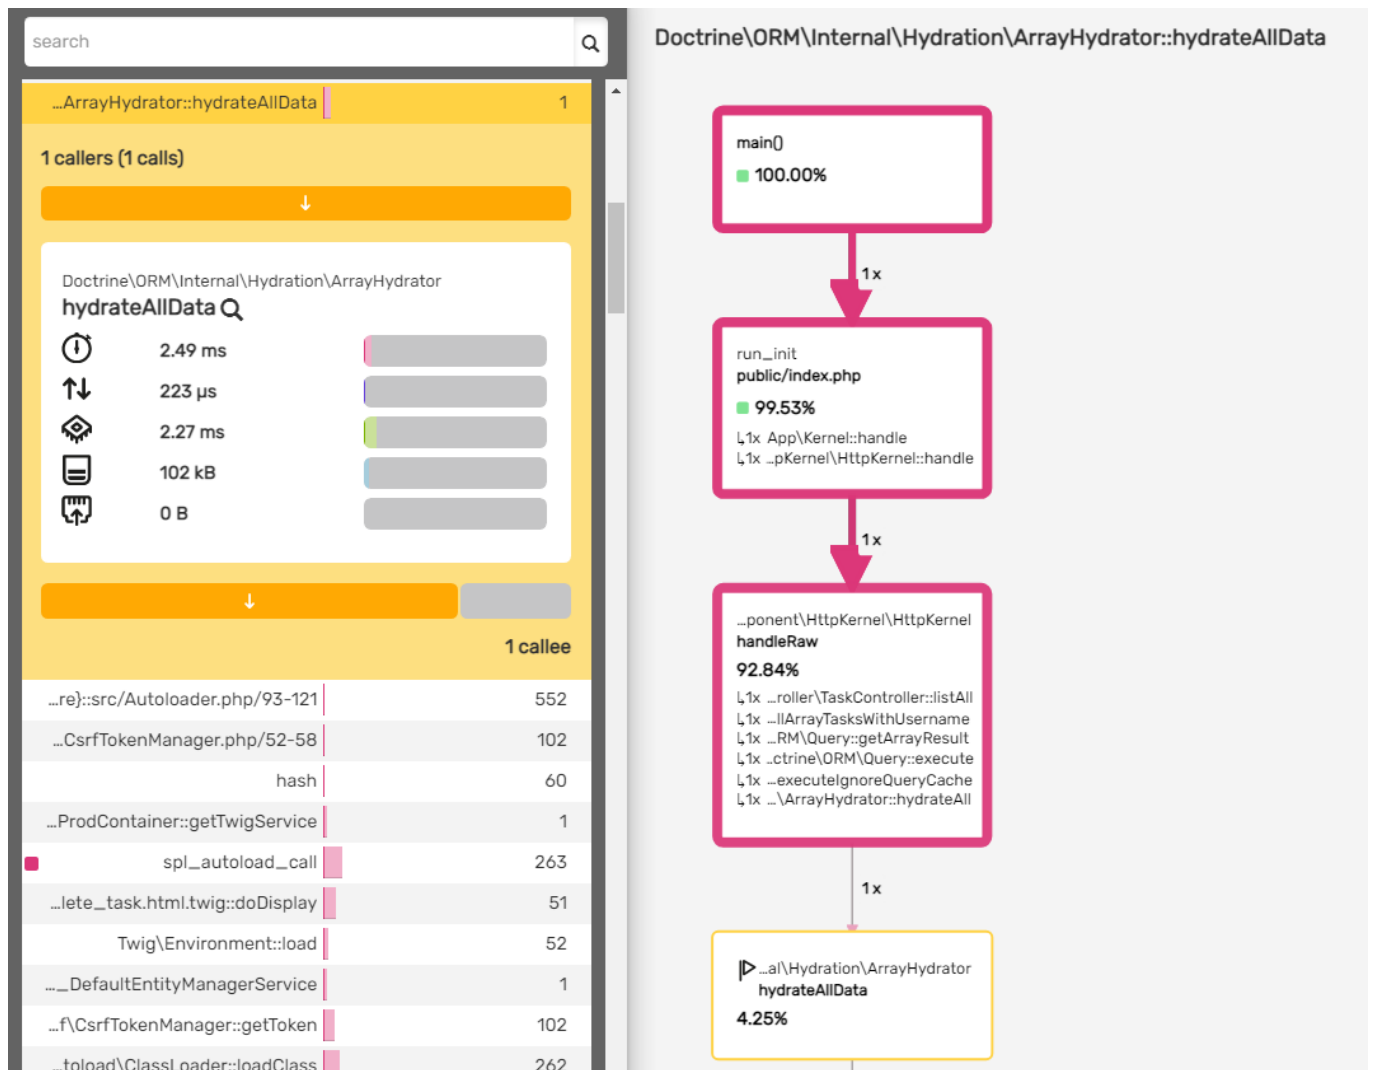 search
…ArrayHydrator::hydrateAllData 1
1 callers (1 calls)
Doctrine\ORM\Internal\Hydration\ArrayHydrator
hydrateAllData
2.49 ms
223 µs
2.27 ms
102 kB
0 B
1 callee
…re}::src/Autoloader.php/93-121 552
…CsrfTokenManager.php/52-58 102
hash 60
…ProdContainer::getTwigService 1
spl_autoload_call 263
…lete_task.html.twig::doDisplay 51
Twig\Environment::load 52
…_DefaultEntityManagerService 1
…f\CsrfTokenManager::getToken 102
…toload\ClassLoader::loadClass 262
Doctrine\ORM\Internal\Hydration\ArrayHydrator::hydrateAllData
main()
100.00%
1x
run_init
public/index.php
99.53%
↳1x App\Kernel::handle
↳1x …pKernel\HttpKernel::handle
1x
…ponent\HttpKernel\HttpKernel
handleRaw
92.84%
↳1x …roller\TaskController::listAll
↳1x …llArrayTasksWithUsername
↳1x …RM\Query::getArrayResult
↳1x …ctrine\ORM\Query::execute
↳1x …executeIgnoreQueryCache
↳1x …\ArrayHydrator::hydrateAll
1x
…al\Hydration\ArrayHydrator
hydrateAllData
4.25%